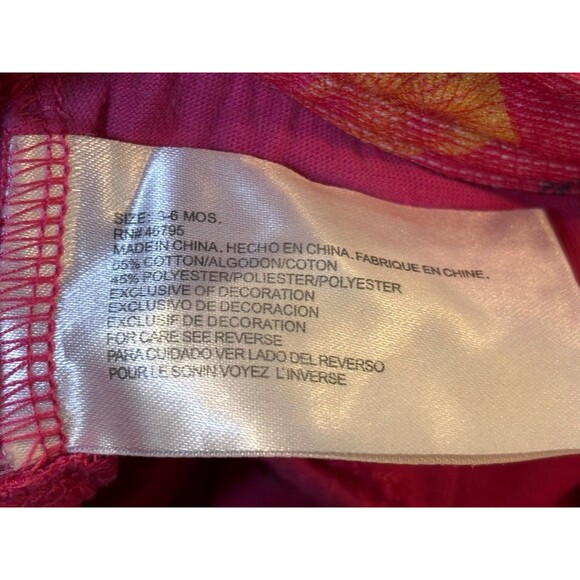 SIZE: 3-6 MOS.
RN# 46795
MADE IN CHINA. HECHO EN CHINA. FABRIQUE EN CHINE.
55% COTTON/ALGODON/COTON
45% POLYESTER/POLIESTER/POLYESTER
EXCLUSIVE OF DECORATION
EXCLUSIVO DE DECORACION
EXCLUSIF DE DECORATION
FOR CARE SEE REVERSE
PARA CUIDADO VER LADO DEL REVERSO
POUR LE SONIN VOYEZ L'INVERSE